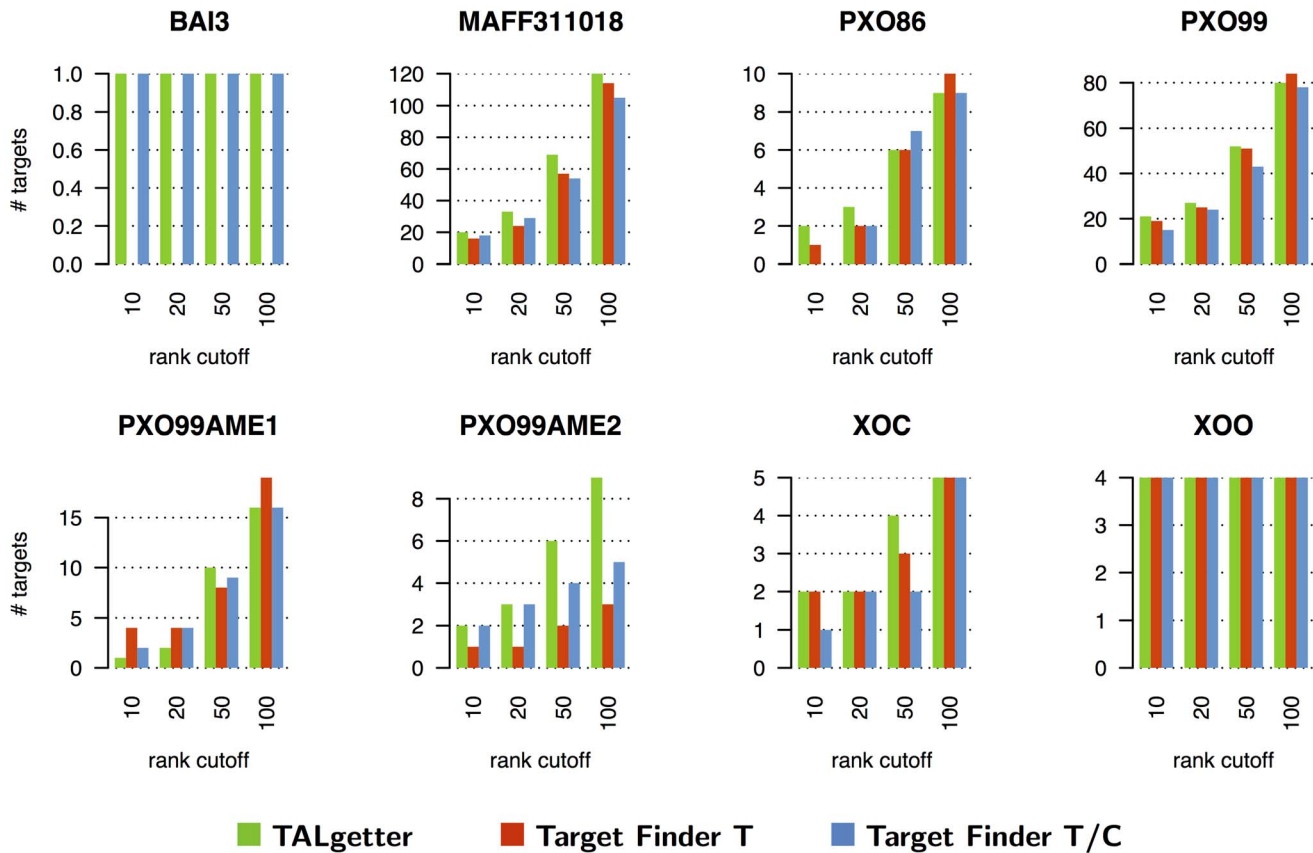 BAI3 MAFF311018 PXO86 PXO99
# targets
1.0 120 10 80
0.8 100 8 60
0.6 80 6 40
0.4 60 4 20
0.2 40 2 0
0.0 20 0
0
10 20 50 100 10 20 50 100 10 20 50 100 10 20 50 100
rank cutoff rank cutoff rank cutoff rank cutoff
PXO99AME1 PXO99AME2 XOC XOO
# targets
15 8 5 4
10 6 4 3
5 4 3 2
0 2 2 1
0 1 0
0
10 20 50 100 10 20 50 100 10 20 50 100 10 20 50 100
rank cutoff rank cutoff rank cutoff rank cutoff
TALgetter Target Finder T Target Finder T/C